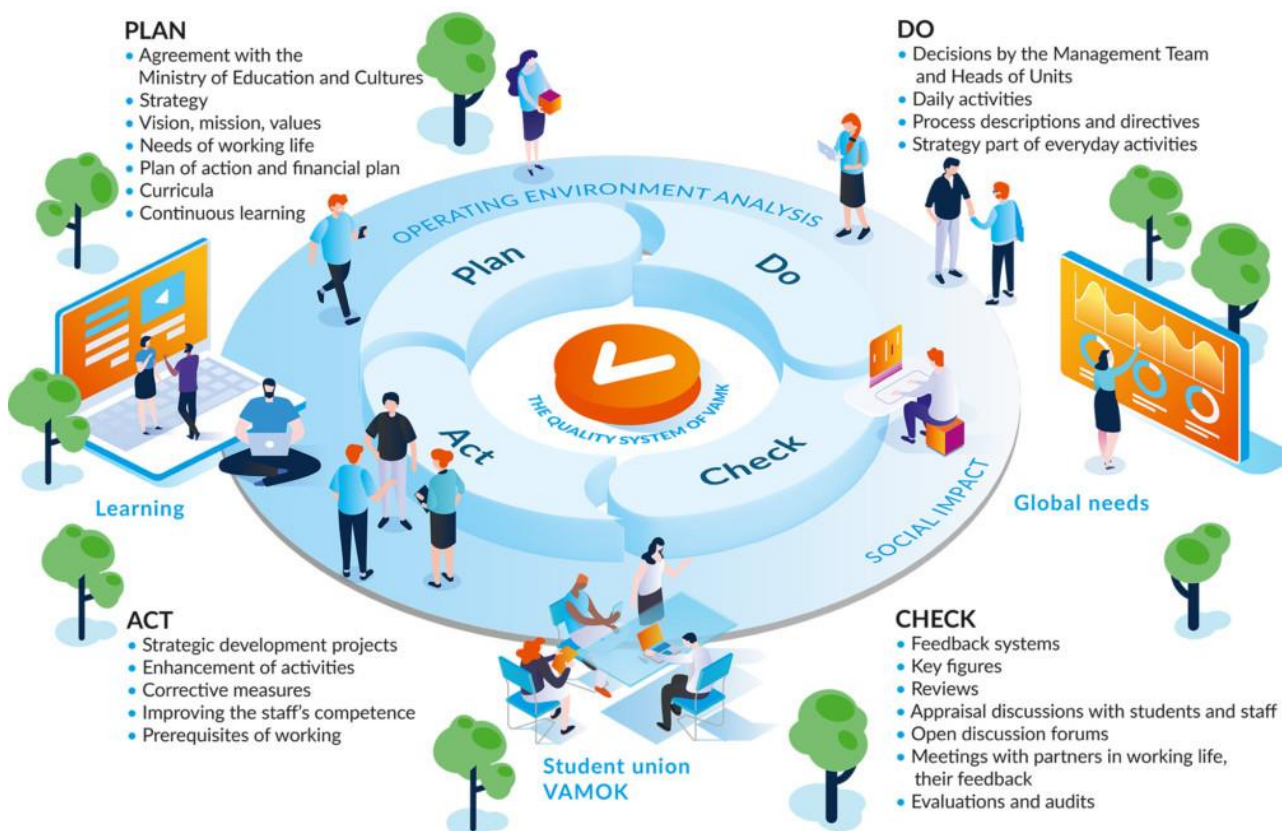 PLAN
• Agreement with the
Ministry of Education and Cultures
• Strategy
• Vision, mission, values
• Needs of working life
• Plan of action and financial plan
• Curricula
• Continuous learning
DO
• Decisions by the Management Team
and Heads of Units
• Daily activities
• Process descriptions and directives
• Strategy part of everyday activities
OPERATING ENVIRONMENT ANALYSIS
Plan
Do
THE QUALITY SYSTEM OF VAMK
Act
Check
SOCIAL IMPACT
Learning
Global needs
ACT
• Strategic development projects
• Enhancement of activities
• Corrective measures
• Improving the staff's competence
• Prerequisites of working
Student union
VAMOK
CHECK
• Feedback systems
• Key figures
• Reviews
• Appraisal discussions with students and staff
• Open discussion forums
• Meetings with partners in working life,
their feedback
• Evaluations and audits